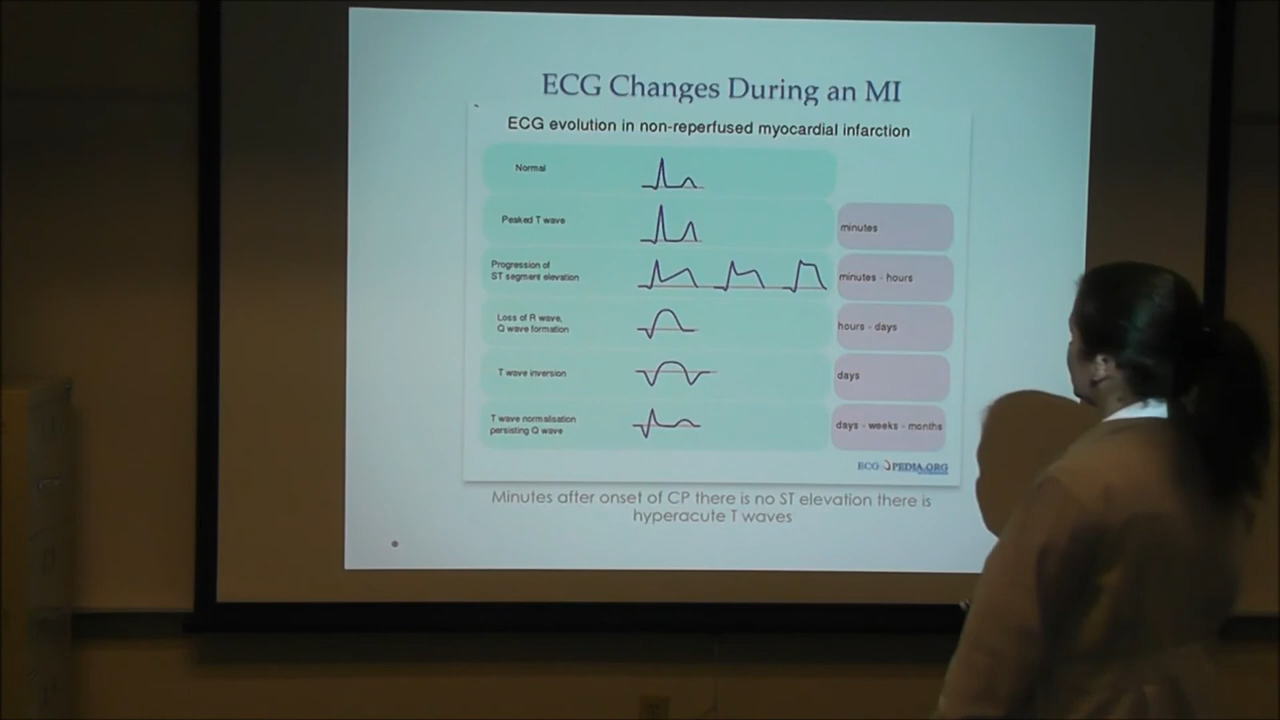 ECG Changes During an MI
ECG evolution in non-reperfused myocardial infarction
Normal
Peaked T wave
minutes
Progression of
ST segment elevation
minutes - hours
Loss of R wave,
Q wave formation
hours - days
T wave inversion
days
T wave normalisation
persisting Q wave
days - weeks - months
ECGPEDIA.ORG
Minutes after onset of CP there is no ST elevation there is
hyperacute T waves